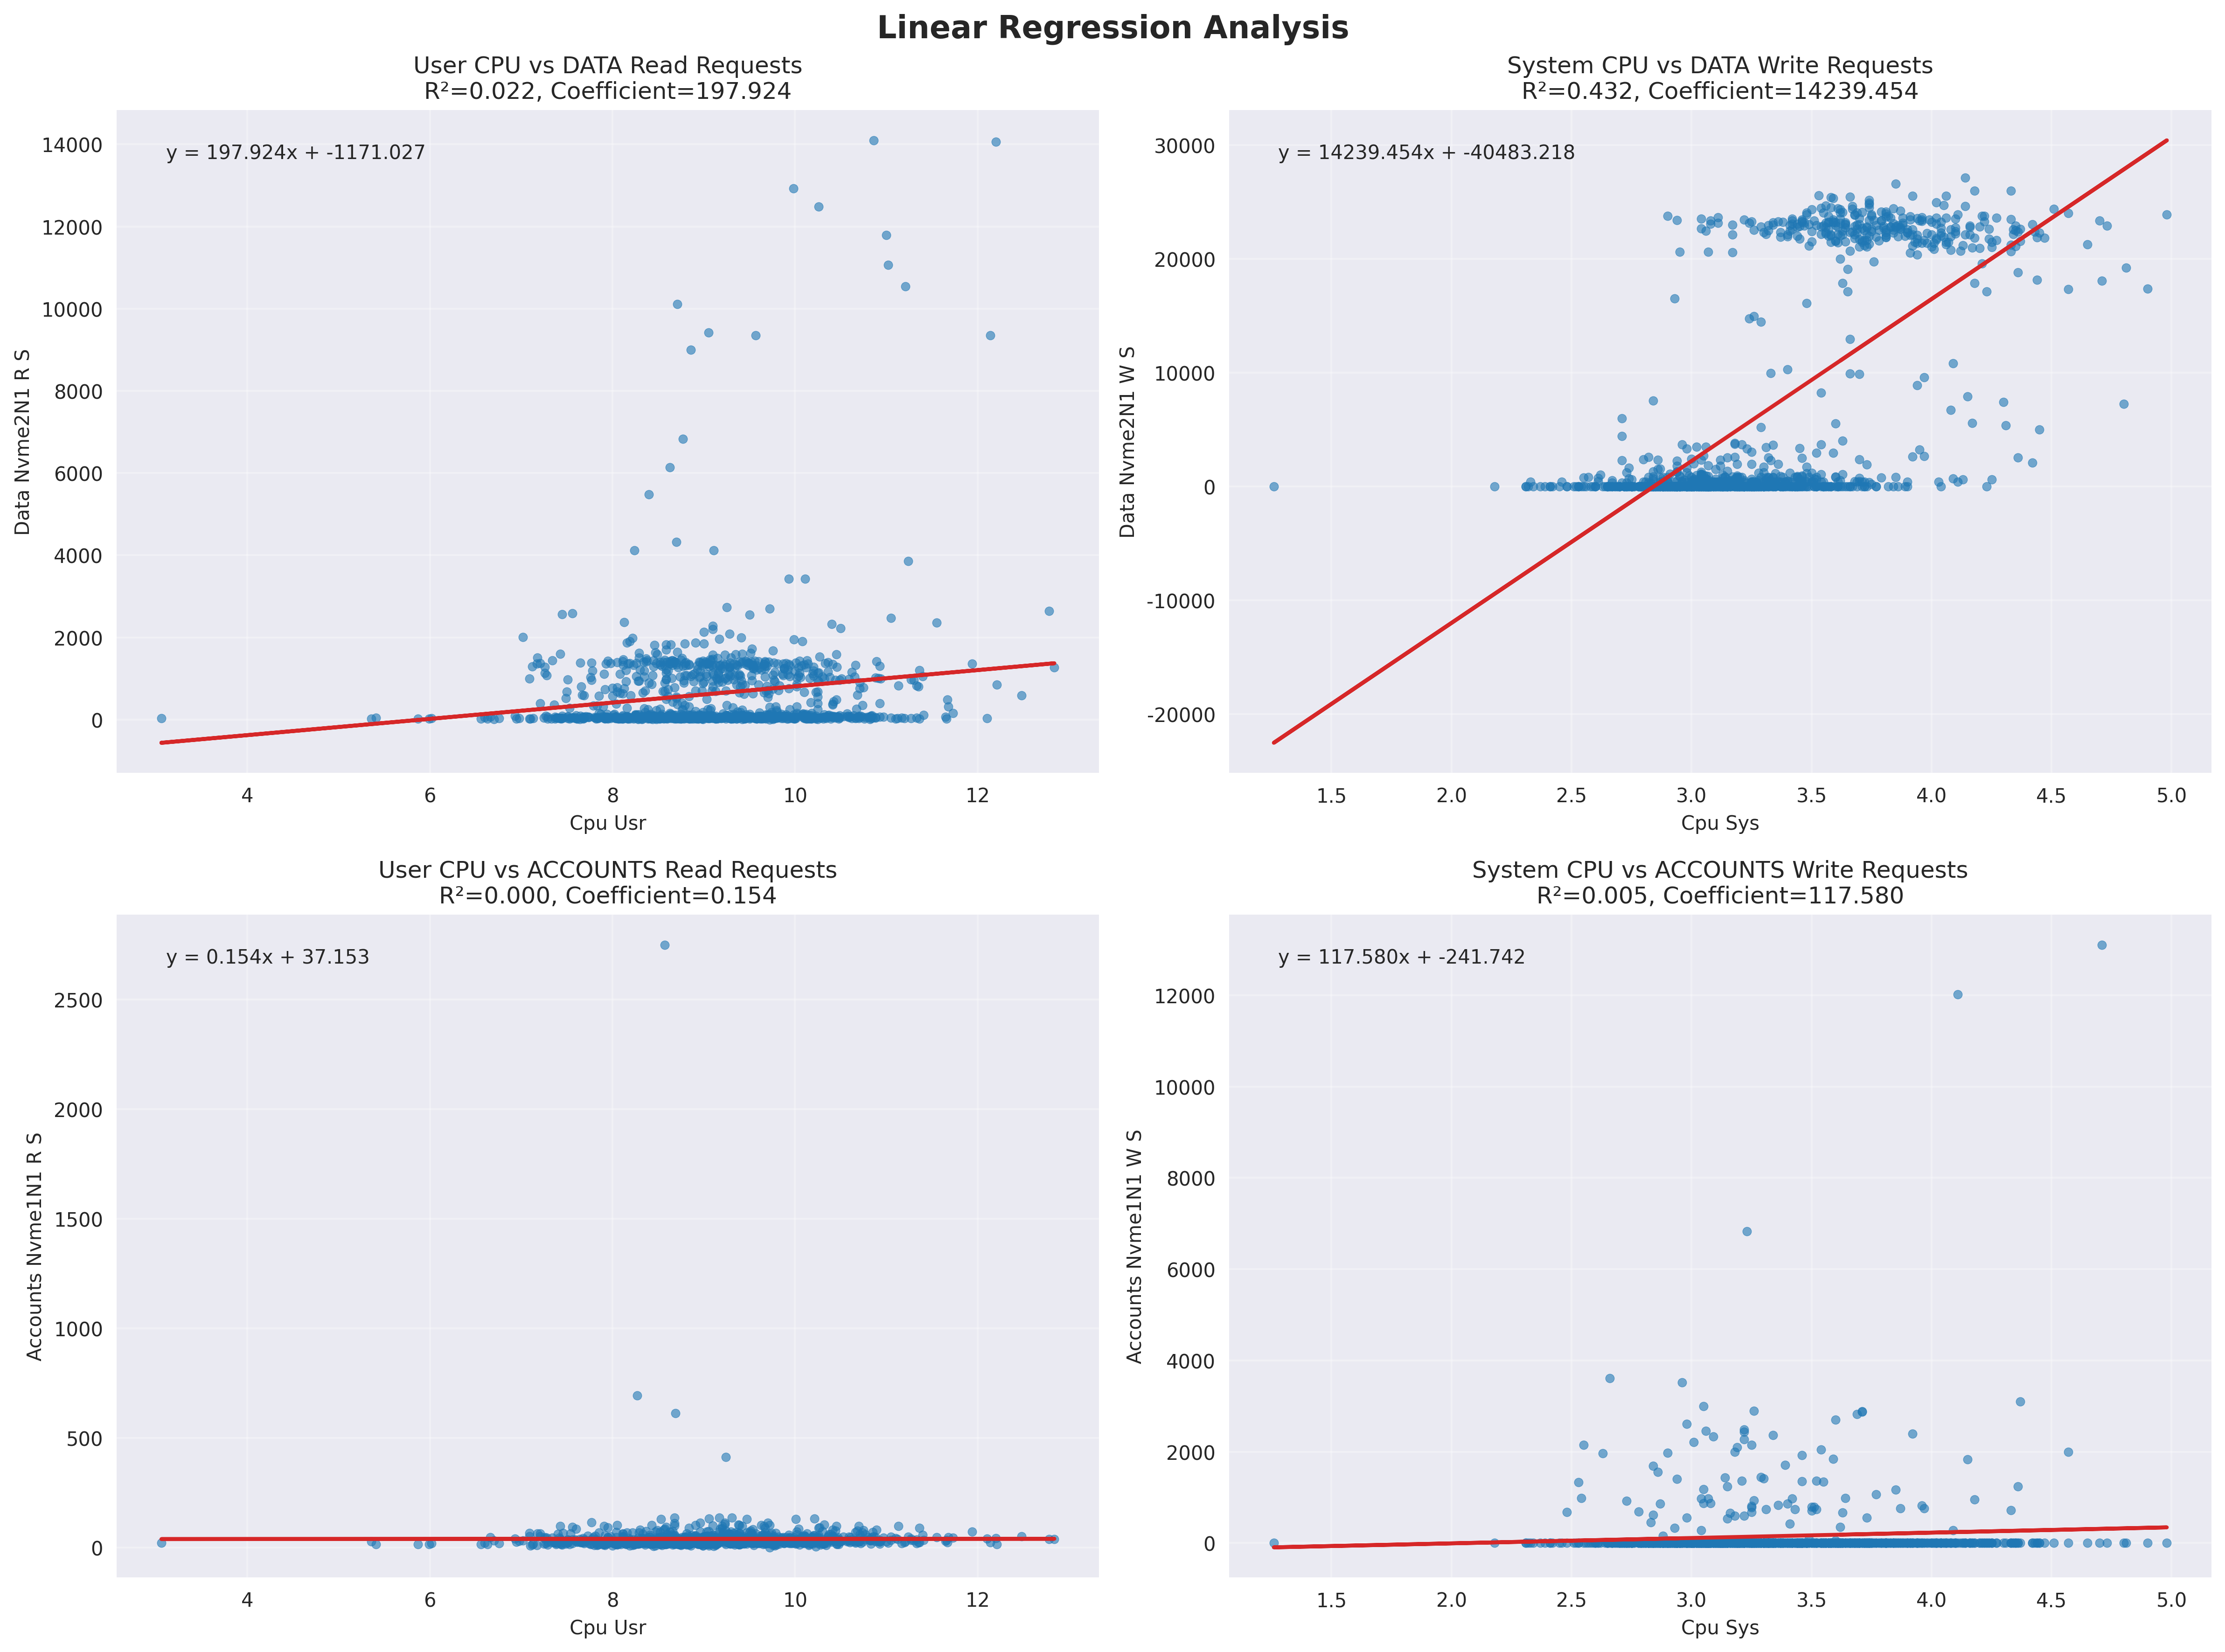 Linear Regression Analysis
User CPU vs DATA Read Requests
R²=0.022, Coefficient=197.924
y = 197.924x + -1171.027
14000
12000
10000
8000
6000
4000
2000
0
Data Nvme2N1 R S
4
6
8
10
12
Cpu Usr
System CPU vs DATA Write Requests
R²=0.432, Coefficient=14239.454
y = 14239.454x + -40483.218
30000
20000
10000
0
-10000
-20000
Data Nvme2N1 W S
1.5
2.0
2.5
3.0
3.5
4.0
4.5
5.0
Cpu Sys
User CPU vs ACCOUNTS Read Requests
R²=0.000, Coefficient=0.154
y = 0.154x + 37.153
2500
2000
1500
1000
500
0
Accounts Nvme1N1 R S
4
6
8
10
12
Cpu Usr
System CPU vs ACCOUNTS Write Requests
R²=0.005, Coefficient=117.580
y = 117.580x + -241.742
12000
10000
8000
6000
4000
2000
0
Accounts Nvme1N1 W S
1.5
2.0
2.5
3.0
3.5
4.0
4.5
5.0
Cpu Sys